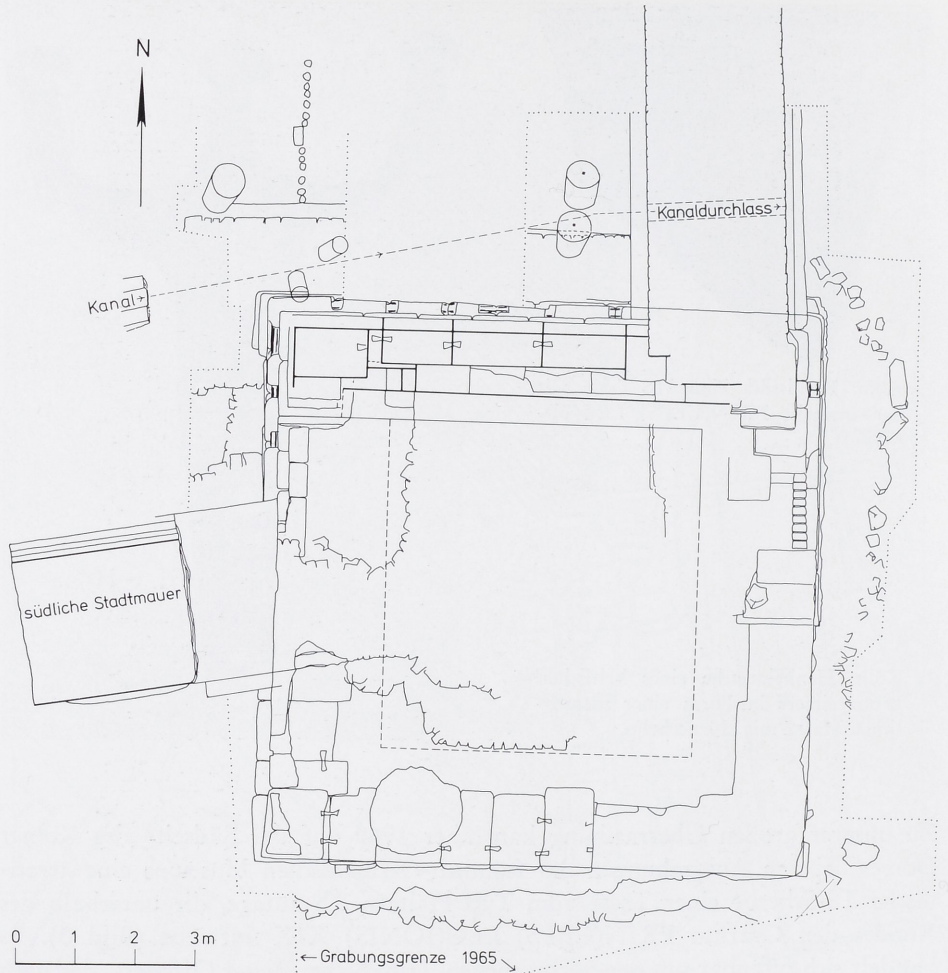 N
Kanaldurchlass→
Kanal→
südliche Stadtmauer
0 1 2 3 m
←Grabungsgrenze 1965→